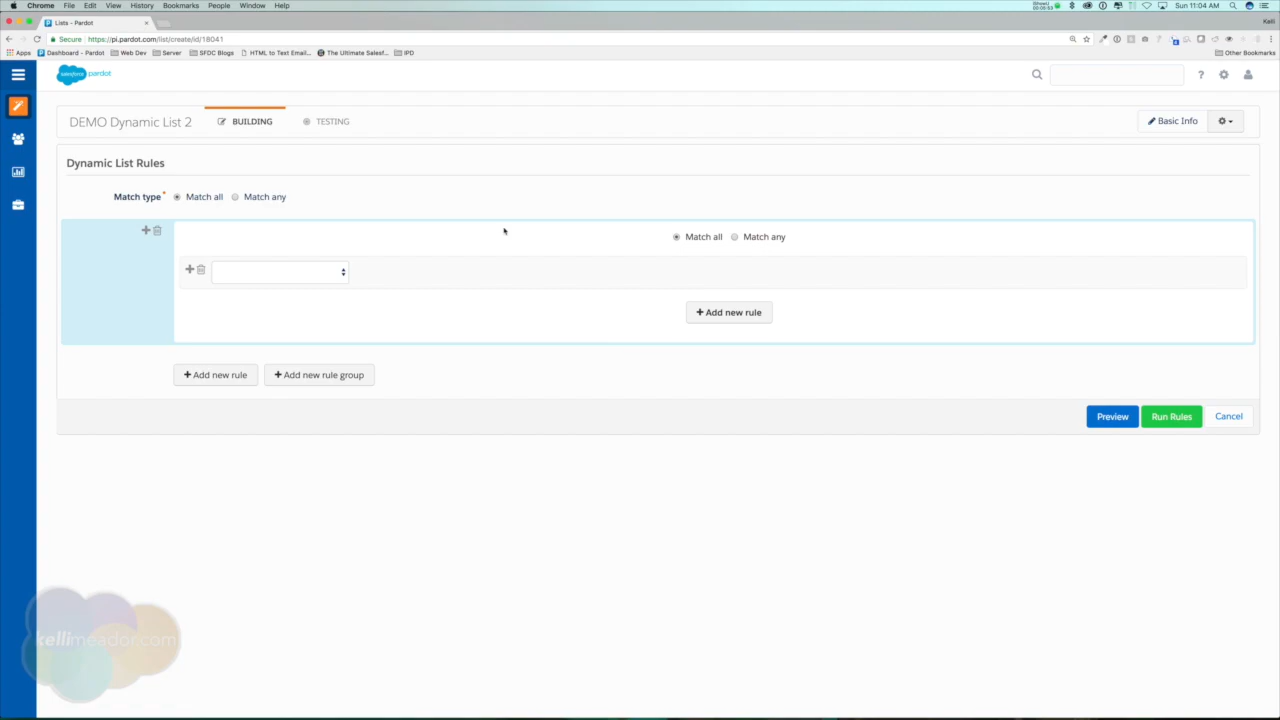 Chrome File Edit View History Bookmarks People Window Help
Sun 11:04 AM
Lists - Pardot
Kelli
Secure https://pi.pardot.com/list/create/id/18041
Apps Dashboard - Pardot Web Dev Server SFDC Blogs HTML to Text Email... The Ultimate Salesf... IPD Other Bookmarks
salesforce pardot
?
DEMO Dynamic List 2 BUILDING TESTING Basic Info
Dynamic List Rules
Match type * Match all Match any
Match all Match any
+ Add new rule
+ Add new rule + Add new rule group
Preview Run Rules Cancel
kellimeador.com